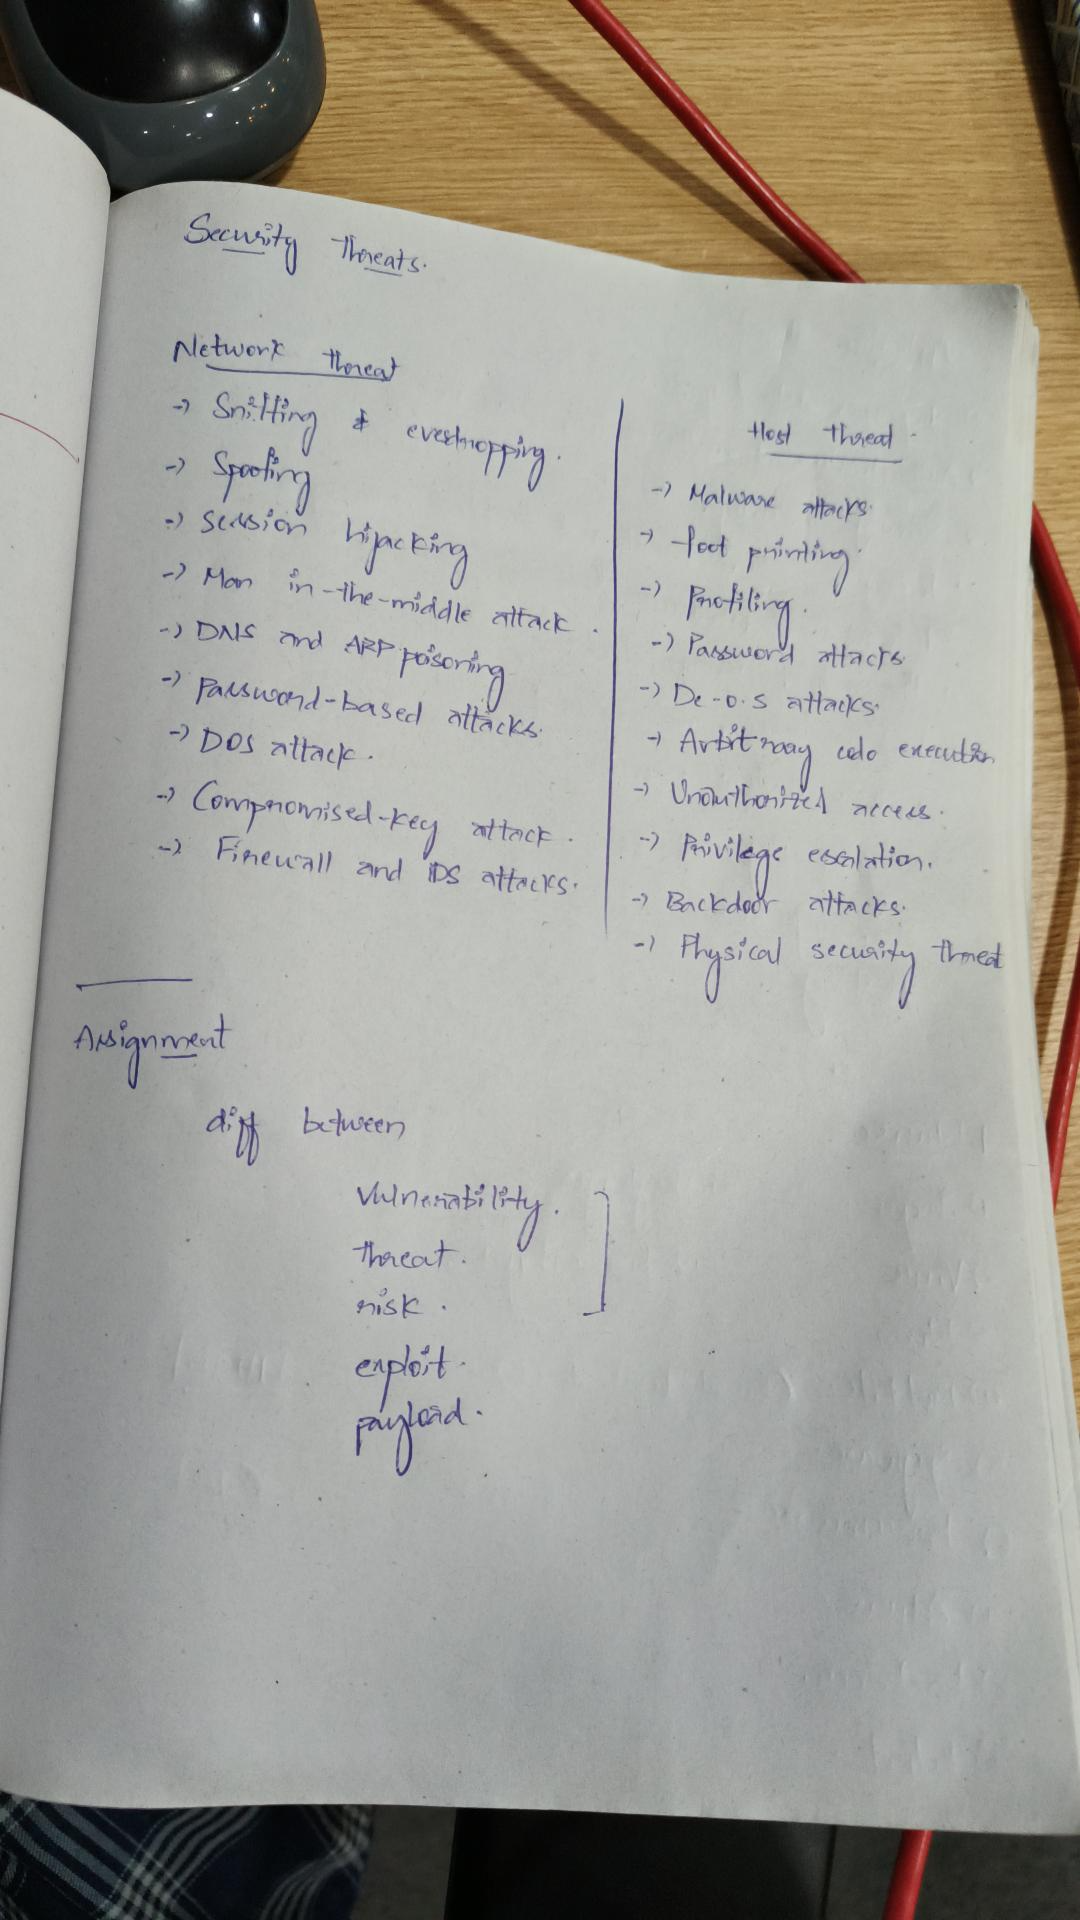 Security threats.
Network threat
-> Sniffing & evesdropping.
-> Spoofing
-> Session hijacking
-> Man in-the-middle attack.
-> DNS and ARP poisoning
-> Password-based attacks.
-> DOS attack.
-> Compromised-key attack.
-> Firewall and IDS attacks.
Host threat
-> Malware attacks.
-> foot printing.
-> Profiling.
-> Password attacks
-> De-o.s attacks.
-> Arbitrary code execution
-> Unauthorized access.
-> Privilege escalation.
-> Backdoor attacks.
-> Physical security threat
Assignment
diff between
Vulnerability.
threat.
risk.
exploit.
payload.